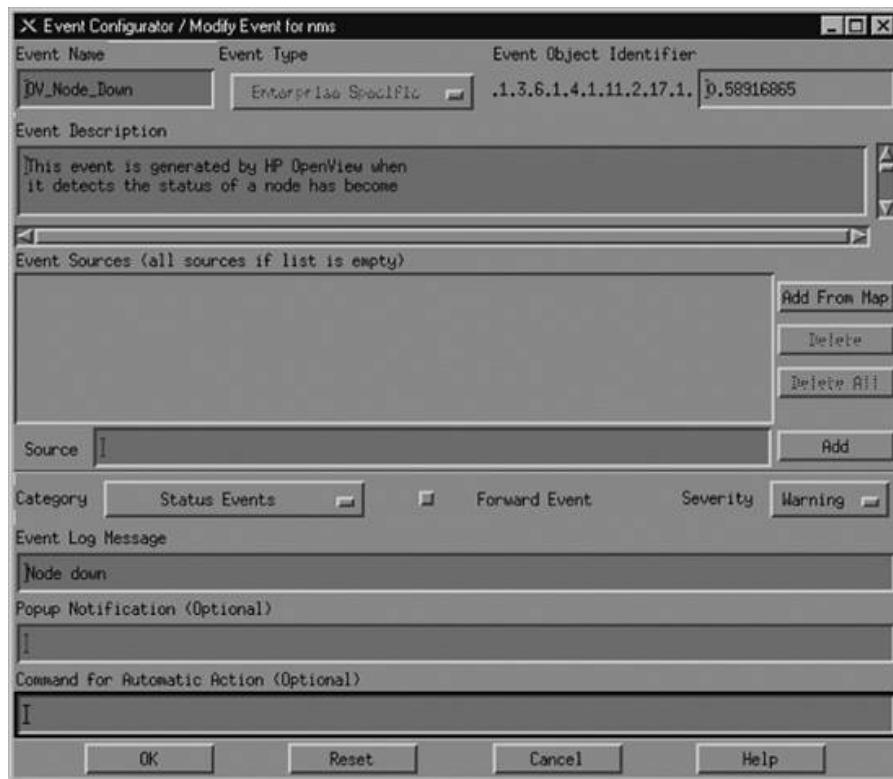 X Event Configurator / Modify Event for nms
Event Name Event Type Event Object Identifier
OV_Node_Down Enterprise Specific .1.3.6.1.4.1.11.2.17.1. 0.58916865
Event Description
This event is generated by HP OpenView when
it detects the status of a node has become
Event Sources (all sources if list is empty)
Add From Map
Delete
Delete All
Source Add
Category Status Events Forward Event Severity Warning
Event Log Message
Node down
Popup Notification (Optional)
Command for Automatic Action (Optional)
OK Reset Cancel Help